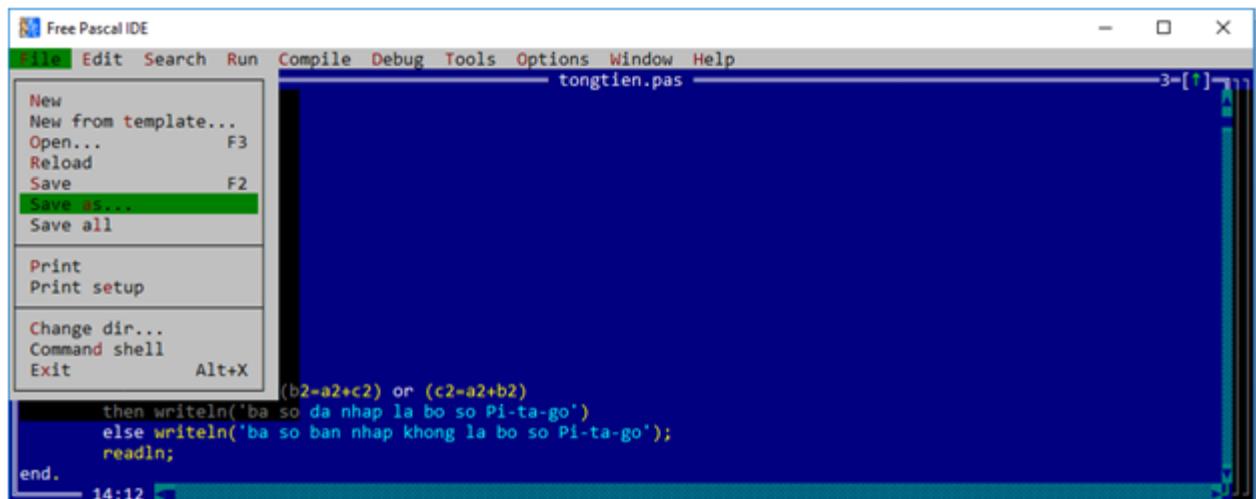 Free Pascal IDE
File Edit Search Run Compile Debug Tools Options Window Help
tongtien.pas 3=[↑]
New
New from template...
Open... F3
Reload
Save F2
Save as...
Save all
Print
Print setup
Change dir...
Command shell
Exit Alt+X
(b2=a2+c2) or (c2=a2+b2)
then writeln('ba so da nhap la bo so Pi-ta-go')
else writeln('ba so ban nhap khong la bo so Pi-ta-go');
readln;
end.
14:12